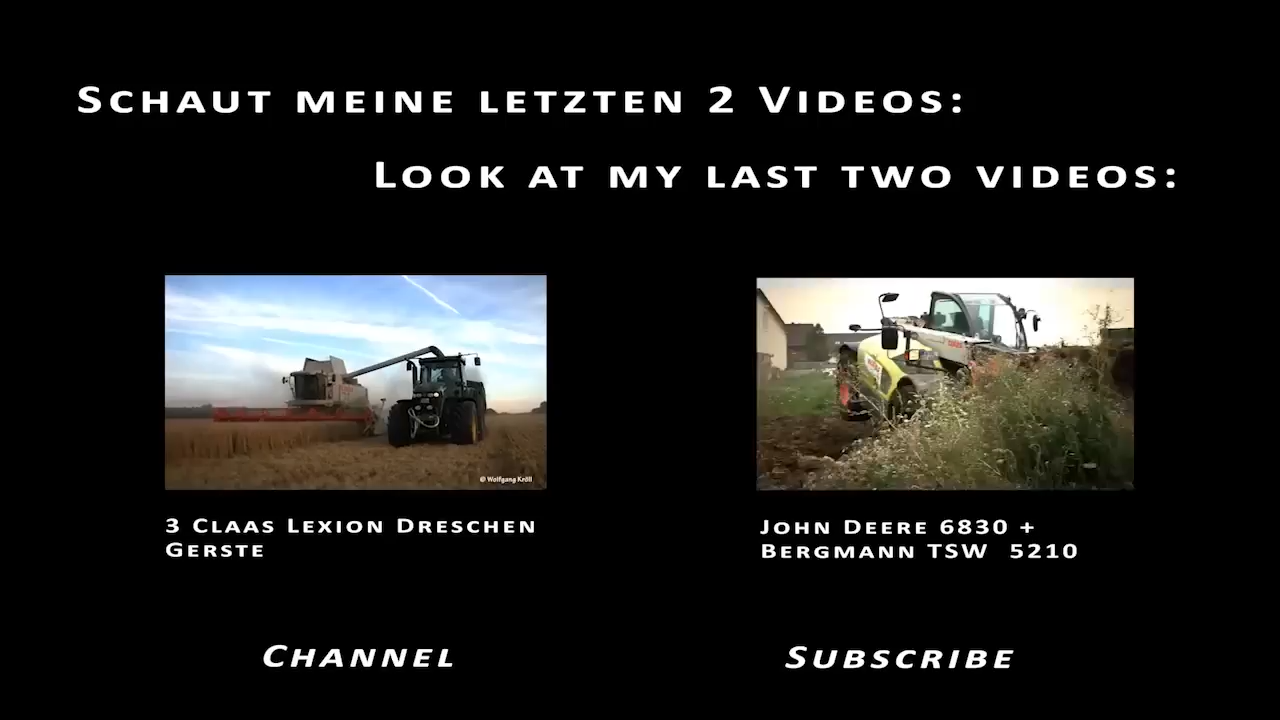 Schaut meine letzten 2 Videos:
Look at my last two videos:
© Wolfgang Kröll
3 Claas Lexion Dreschen
Gerste
John Deere 6830 +
Bergmann TSW 5210
Channel
Subscribe